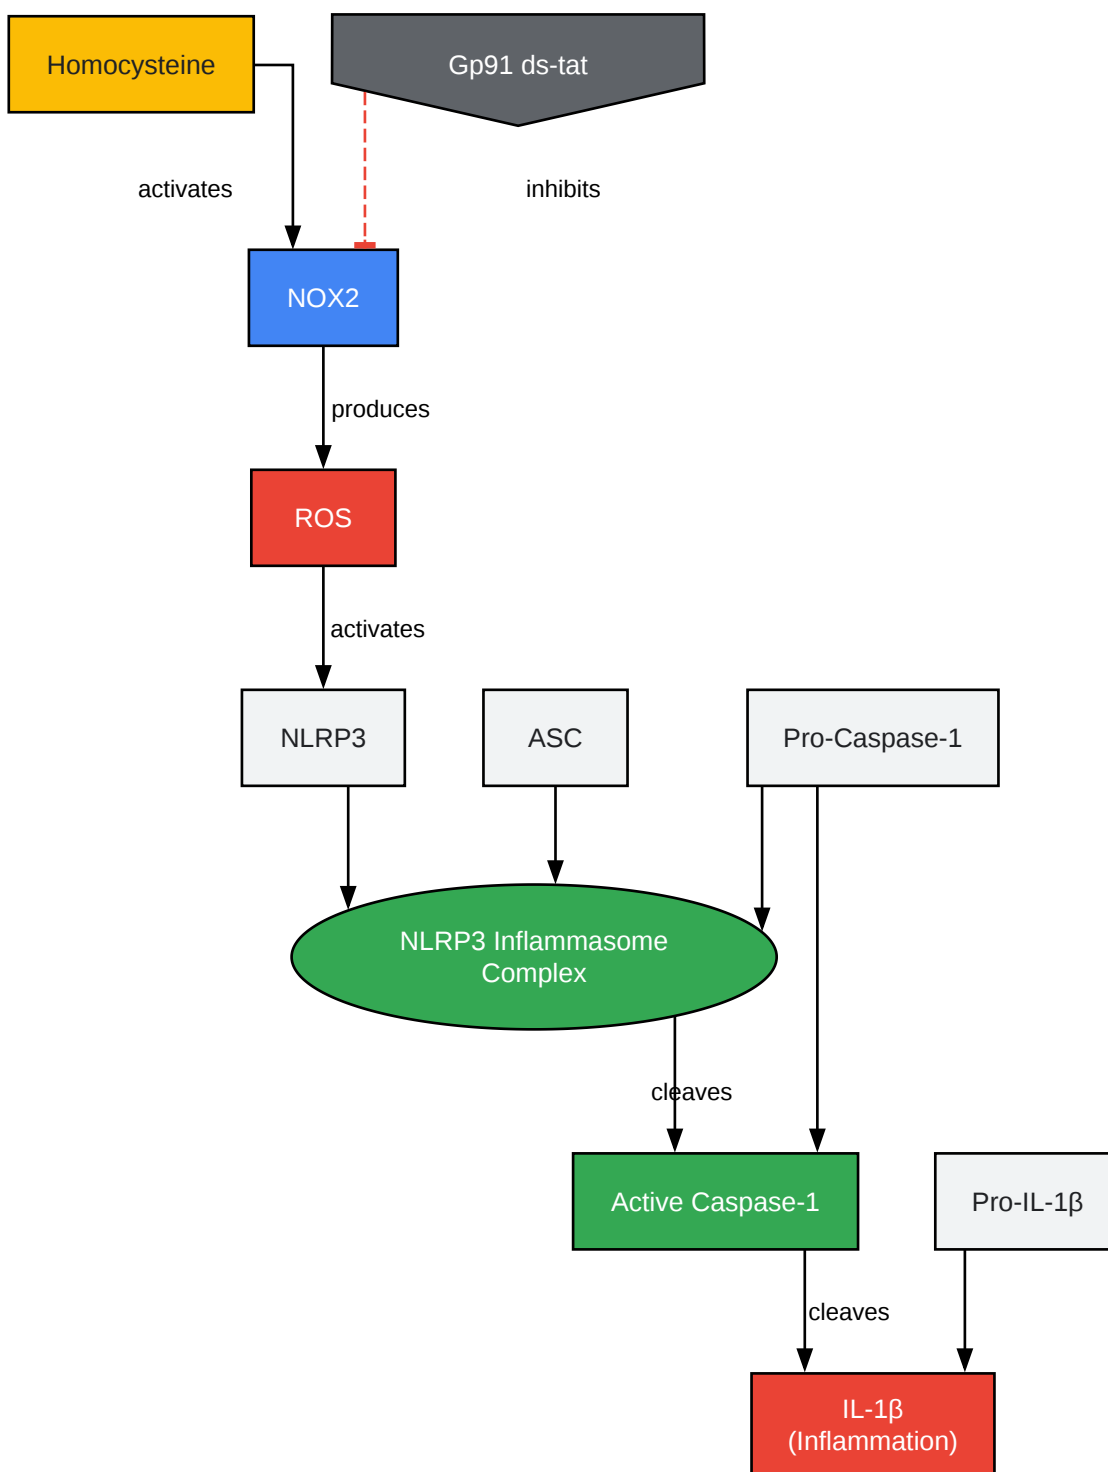 Homocysteine
Gp91 ds-tat
activates
inhibits
NOX2
produces
ROS
activates
NLRP3
ASC
Pro-Caspase-1
NLRP3 Inflammasome
Complex
cleaves
Active Caspase-1
Pro-IL-1β
cleaves
IL-1β
(Inflammation)